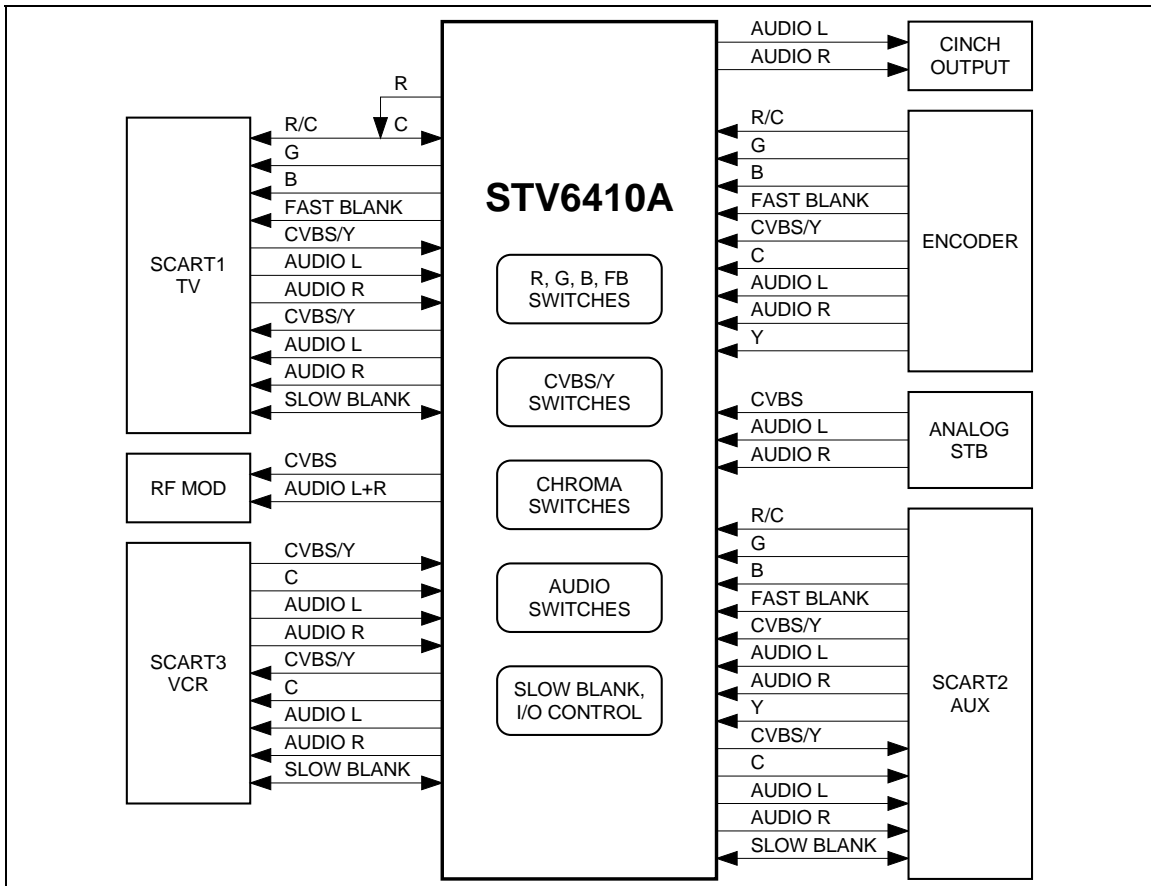 R
SCART1
TV
R/C
C
G
B
FAST BLANK
CVBS/Y
AUDIO L
AUDIO R
CVBS/Y
AUDIO L
AUDIO R
SLOW BLANK
RF MOD
CVBS
AUDIO L+R
SCART3
VCR
CVBS/Y
C
AUDIO L
AUDIO R
CVBS/Y
C
AUDIO L
AUDIO R
SLOW BLANK
STV6410A
R, G, B, FB
SWITCHES
CVBS/Y
SWITCHES
CHROMA
SWITCHES
AUDIO
SWITCHES
SLOW BLANK,
I/O CONTROL
AUDIO L
AUDIO R
CINCH
OUTPUT
R/C
G
B
FAST BLANK
CVBS/Y
C
AUDIO L
AUDIO R
Y
ENCODER
CVBS
AUDIO L
AUDIO R
ANALOG
STB
R/C
G
B
FAST BLANK
CVBS/Y
AUDIO L
AUDIO R
Y
CVBS/Y
C
AUDIO L
AUDIO R
SLOW BLANK
SCART2
AUX